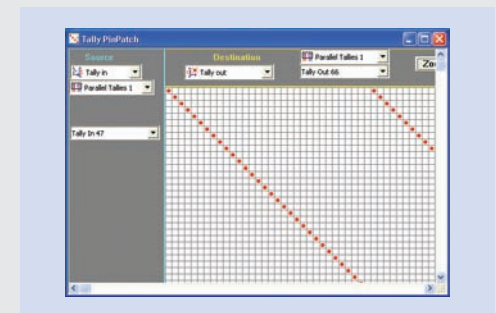 Tally PinPatch
Source
Destination
Parallel Tallies 1
Tally in
Tally out
Tally Out 66
Parallel Tallies 1
Tally In 47